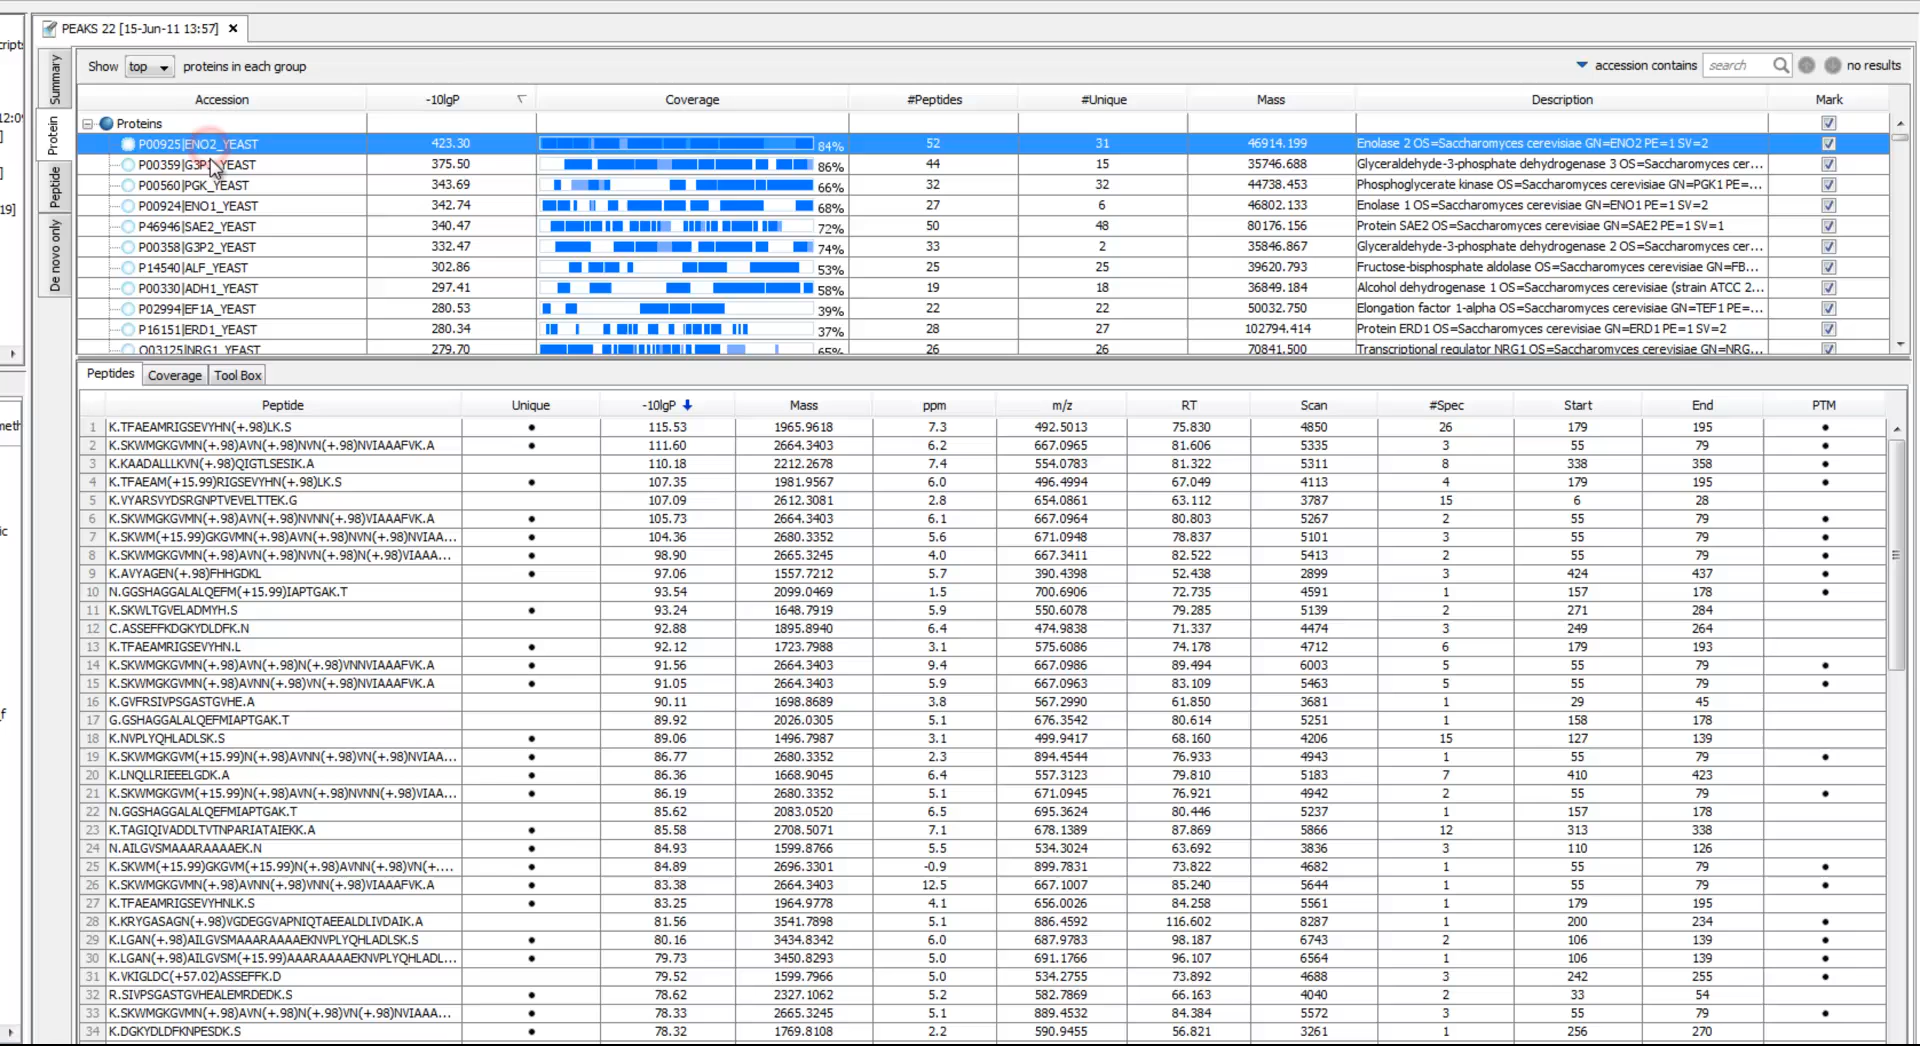 PEAKS 22 [15-Jun-11 13:57]
Show top proteins in each group accession contains search no results
Accession -10lgP Coverage #Peptides #Unique Mass Description Mark
Proteins
P00925|ENO2_YEAST 423.30 84% 52 31 46914.199 Enolase 2 OS=Saccharomyces cerevisiae GN=ENO2 PE=1 SV=2
P00359|G3P3_YEAST 375.50 86% 44 15 35746.688 Glyceraldehyde-3-phosphate dehydrogenase 3 OS=Saccharomyces cer...
P00560|PGK_YEAST 343.69 66% 32 32 44738.453 Phosphoglycerate kinase OS=Saccharomyces cerevisiae GN=PGK1 PE=...
P00924|ENO1_YEAST 342.74 68% 27 6 46802.133 Enolase 1 OS=Saccharomyces cerevisiae GN=ENO1 PE=1 SV=2
P46946|SAE2_YEAST 340.47 72% 50 48 80176.156 Protein SAE2 OS=Saccharomyces cerevisiae GN=SAE2 PE=1 SV=1
P00358|G3P2_YEAST 332.47 74% 33 2 35846.867 Glyceraldehyde-3-phosphate dehydrogenase 2 OS=Saccharomyces cer...
P14540|ALF_YEAST 302.86 53% 25 25 39620.793 Fructose-bisphosphate aldolase OS=Saccharomyces cerevisiae GN=FB...
P00330|ADH1_YEAST 297.41 58% 19 18 36849.184 Alcohol dehydrogenase 1 OS=Saccharomyces cerevisiae (strain ATCC 2...
P02994|EF1A_YEAST 280.53 39% 22 22 50032.750 Elongation factor 1-alpha OS=Saccharomyces cerevisiae GN=TEF1 PE=...
P16151|ERD1_YEAST 280.34 37% 28 27 102794.414 Protein ERD1 OS=Saccharomyces cerevisiae GN=ERD1 PE=1 SV=2
Q03125|NRG1_YEAST 279.70 65% 26 26 70841.500 Transcriptional regulator NRG1 OS=Saccharomyces cerevisiae GN=NRG...
Summary
Protein
Peptide
De novo only
Peptides Coverage Tool Box
Peptide Unique -10lgP Mass ppm m/z RT Scan #Spec Start End PTM
1 K.TFAEAMRIGSEVYHN(+.98)LK.S • 115.53 1965.9618 7.3 492.5013 75.830 4850 26 179 195 •
2 K.SKWMGKGVMN(+.98)AVN(+.98)NVN(+.98)NVIAAFVK.A • 111.60 2664.3403 6.2 667.0965 81.606 5335 3 55 79 •
3 K.KAADALLLKVN(+.98)QIGTLSESIK.A 110.18 2212.2678 7.4 554.0783 81.322 5311 8 338 358 •
4 K.TFAEAM(+15.99)RIGSEVYHN(+.98)LK.S • 107.35 1981.9567 6.0 496.4994 67.049 4113 4 179 195 •
5 K.VYARSVYDSRGNPTVEVELTTEK.G 107.09 2612.3081 2.8 654.0861 63.112 3787 15 6 28
6 K.SKWMGKGVMN(+.98)AVN(+.98)NVNN(+.98)VIAAFVK.A • 105.73 2664.3403 6.1 667.0964 80.803 5267 2 55 79 •
7 K.SKWM(+15.99)GKGVMN(+.98)AVN(+.98)NVN(+.98)NVIAA... • 104.36 2680.3352 5.6 671.0948 78.837 5101 3 55 79 •
8 K.SKWMGKGVMN(+.98)AVN(+.98)NVN(+.98)N(+.98)VIAAA... • 98.90 2665.3245 4.0 667.3411 82.522 5413 2 55 79 •
9 K.AVYAGEN(+.98)FHHGDKL • 97.06 1557.7212 5.7 390.4398 52.438 2899 3 424 437 •
10 N.GGSHAGGALALQEFM(+15.99)IAPTGAK.T 93.54 2099.0469 1.5 700.6906 72.735 4591 1 157 178 •
11 K.SKWLTGVELADMYH.S • 93.24 1648.7919 5.9 550.6078 79.285 5139 2 271 284
12 C.ASSEFFKDGKYDLDFK.N 92.88 1895.8940 6.4 474.9838 71.337 4474 3 249 264
13 K.TFAEAMRIGSEVYHN.L • 92.12 1723.7988 3.1 575.6086 74.178 4712 6 179 193
14 K.SKWMGKGVMN(+.98)AVN(+.98)N(+.98)VNNVIAAFVK.A • 91.56 2664.3403 9.4 667.0986 89.494 6003 5 55 79 •
15 K.SKWMGKGVMN(+.98)AVNN(+.98)VN(+.98)NVIAAFVK.A • 91.05 2664.3403 5.9 667.0963 83.109 5463 5 55 79 •
16 K.GVFRSIVPSGASTGVHE.A 90.11 1698.8689 3.8 567.2990 61.850 3681 1 29 45
17 G.GSHAGGALALQEFMIAPTGAK.T 89.92 2026.0305 5.1 676.3542 80.614 5251 1 158 178
18 K.NVPLYQHLADLSK.S • 89.06 1496.7987 3.1 499.9417 68.160 4206 15 127 139
19 K.SKWMGKGVM(+15.99)N(+.98)AVNN(+.98)VN(+.98)NVIAA... • 86.77 2680.3352 2.3 894.4544 76.933 4943 1 55 79 •
20 K.LNQLLRIEEELGDK.A • 86.36 1668.9045 6.4 557.3123 79.810 5183 7 410 423
21 K.SKWMGKGVM(+15.99)N(+.98)AVN(+.98)NVNN(+.98)VIAA... • 86.19 2680.3352 5.1 671.0945 76.921 4942 2 55 79 •
22 N.GGSHAGGALALQEFMIAPTGAK.T 85.62 2083.0520 6.5 695.3624 80.446 5237 1 157 178
23 K.TAGIQIVADDLTVTNPARIATAIEKK.A • 85.58 2708.5071 7.1 678.1389 87.869 5866 12 313 338
24 N.AILGVSMAAARAAAAEK.N • 84.93 1599.8766 5.5 534.3024 63.692 3836 3 110 126
25 K.SKWM(+15.99)GKGVM(+15.99)N(+.98)AVNN(+.98)VN(+.... • 84.89 2696.3301 -0.9 899.7831 73.822 4682 1 55 79 •
26 K.SKWMGKGVMN(+.98)AVNN(+.98)VNN(+.98)VIAAFVK.A • 83.38 2664.3403 12.5 667.1007 85.240 5644 1 55 79 •
27 K.TFAEAMRIGSEVYHNLK.S • 83.25 1964.9778 4.1 656.0026 84.258 5561 1 179 195
28 K.KRYGASAGN(+.98)VGDEGGVAPNIQTAEEALDLIVDAIK.A 81.56 3541.7898 5.1 886.4592 116.602 8287 1 200 234 •
29 K.LGAN(+.98)AILGVSMAAARAAAAEKNVPLYQHLADLSK.S • 80.16 3434.8342 6.0 687.9783 98.187 6743 2 106 139 •
30 K.LGAN(+.98)AILGVSM(+15.99)AAARAAAAEKNVPLYQHLADL... • 79.73 3450.8293 5.0 691.1766 96.107 6564 1 106 139 •
31 K.VKIGLDC(+57.02)ASSEFFK.D 79.52 1599.7966 5.0 534.2755 73.892 4688 3 242 255 •
32 R.SIVPSGASTGVHEALEMRDEDK.S • 78.62 2327.1062 5.2 582.7869 66.163 4040 2 33 54
33 K.SKWMGKGVMN(+.98)AVN(+.98)N(+.98)VN(+.98)NVIAAA... • 78.33 2665.3245 5.1 889.4532 84.384 5572 3 55 79 •
34 K.DGKYDLDFKNPESDK.S • 78.32 1769.8108 2.2 590.9455 56.821 3261 1 256 270